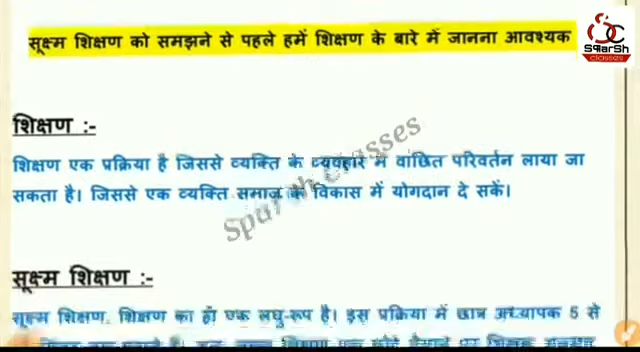 SparSh
classes
सूक्ष्म शिक्षण को समझने से पहले हमें शिक्षण के बारे में जानना आवश्यक
शिक्षण :-
शिक्षण एक प्रक्रिया है जिससे व्यक्ति के व्यवहार में वांछित परिवर्तन लाया जा
सकता है। जिससे एक व्यक्ति समाज के विकास में योगदान दे सकें।
Sparsh Classes
सूक्ष्म शिक्षण :-
सूक्ष्म शिक्षण, शिक्षण का ही एक लघु-रूप है। इस प्रक्रिया में छात्र अध्यापक 5 से